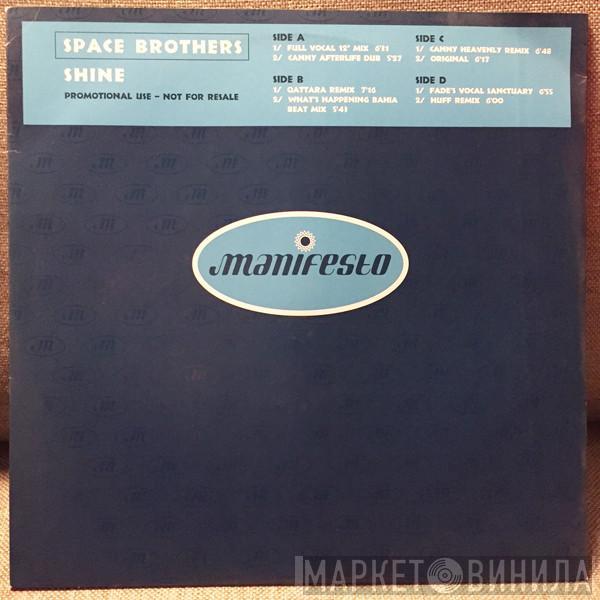 SPACE BROTHERS
SHINE
PROMOTIONAL USE – NOT FOR RESALE
SIDE A
1/ FULL VOCAL 12" MIX 6'11
2/ CANNY AFTERLIFE DUB 5'27
SIDE B
1/ QATTARA REMIX 7'16
2/ WHAT'S HAPPENING BAHIA
BEAT MIX 5'41
SIDE C
1/ CANNY HEAVENLY REMIX 6'48
2/ ORIGINAL 6'17
SIDE D
1/ FADE'S VOCAL SANCTUARY 6'55
2/ HUFF REMIX 6'00
manifesto
МАРКЕТ ВИНИЛА